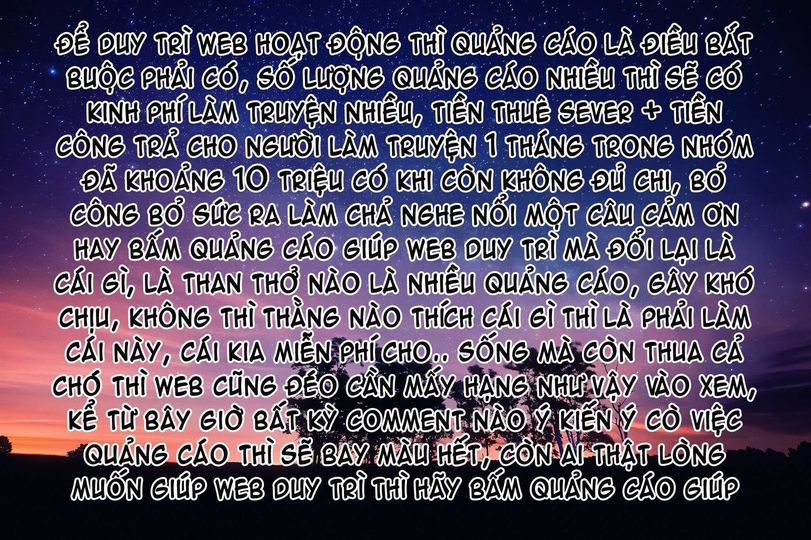 ĐỂ DUY TRÌ WEB HOẠT ĐỘNG THÌ QUẢNG CÁO LÀ ĐIỀU BẮT
BUỘC PHẢI CÓ, SỐ LƯỢNG QUẢNG CÁO NHIỀU THÌ SẼ CÓ
KINH PHÍ LÀM TRUYỆN NHIỀU, TIỀN THUÊ SEVER + TIỀN
CÔNG TRẢ CHO NGƯỜI LÀM TRUYỆN 1 THÁNG TRONG NHÓM
ĐÃ KHOẢNG 10 TRIỆU CÓ KHI CÒN KHÔNG ĐỦ CHI, BỎ
CÔNG BỎ SỨC RA LÀM CHẢ NGHE NỔI MỘT CÂU CẢM ƠN
HAY BẤM QUẢNG CÁO GIÚP WEB DUY TRÌ MÀ ĐỔI LẠI LÀ
CÁI GÌ, LÀ THAN THỞ NÀO LÀ NHIỀU QUẢNG CÁO, GÂY KHÓ
CHỊU, KHÔNG THÌ THẰNG NÀO THÍCH CÁI GÌ THÌ LÀ PHẢI LÀM
CÁI NÀY, CÁI KIA MIỄN PHÍ CHO.. SỐNG MÀ CÒN THUA CẢ
CHÓ THÌ WEB CŨNG ĐÉO CẦN MẤY HẠNG NHƯ VẬY VÀO XEM,
KỂ TỪ BÂY GIỜ BẤT KỲ COMMENT NÀO Ý KIẾN Ý CÒ VIỆC
QUẢNG CÁO THÌ SẼ BAY MÀU HẾT, CÒN AI THẬT LÒNG
MUỐN GIÚP WEB DUY TRÌ THÌ HÃY BẤM QUẢNG CÁO GIÚP